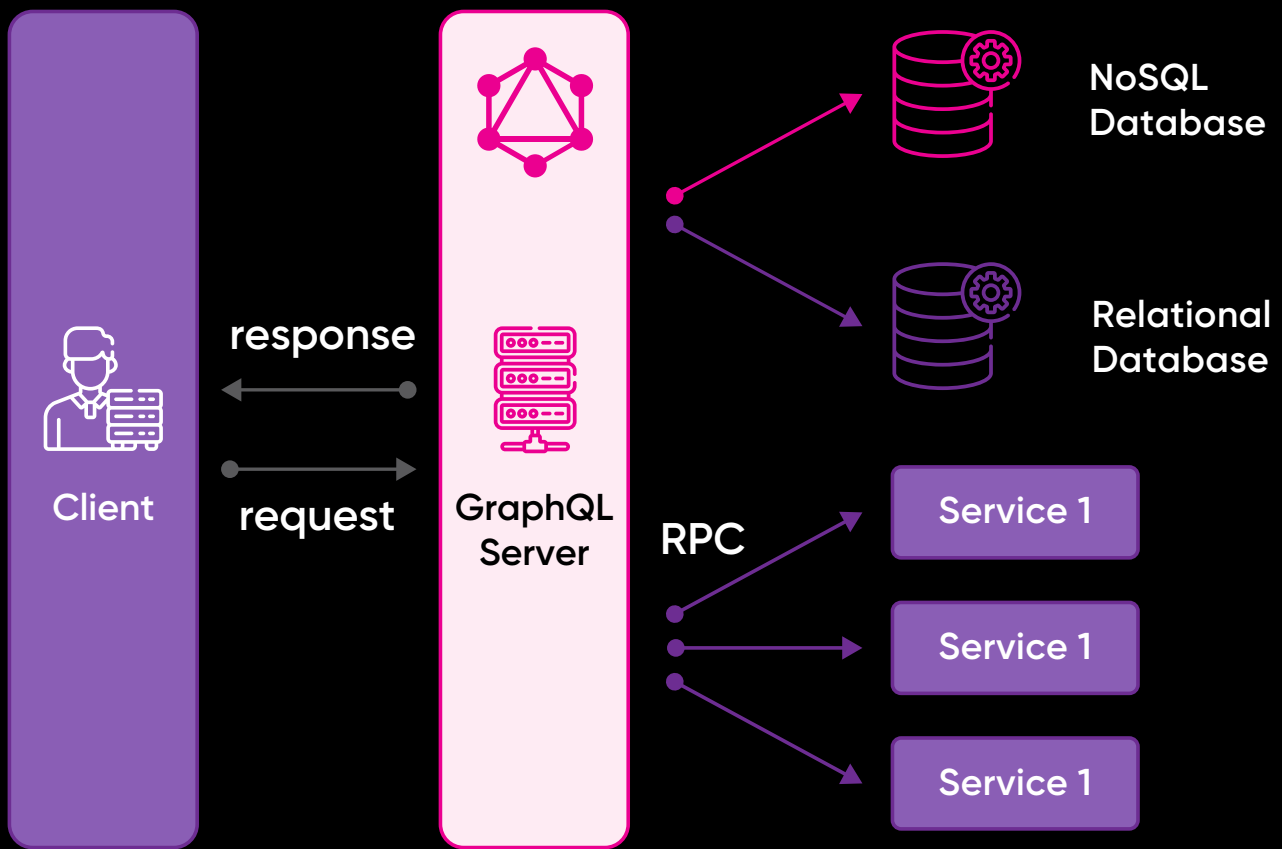 Client
response
request
GraphQL
Server
NoSQL
Database
Relational
Database
RPC
Service 1
Service 1
Service 1